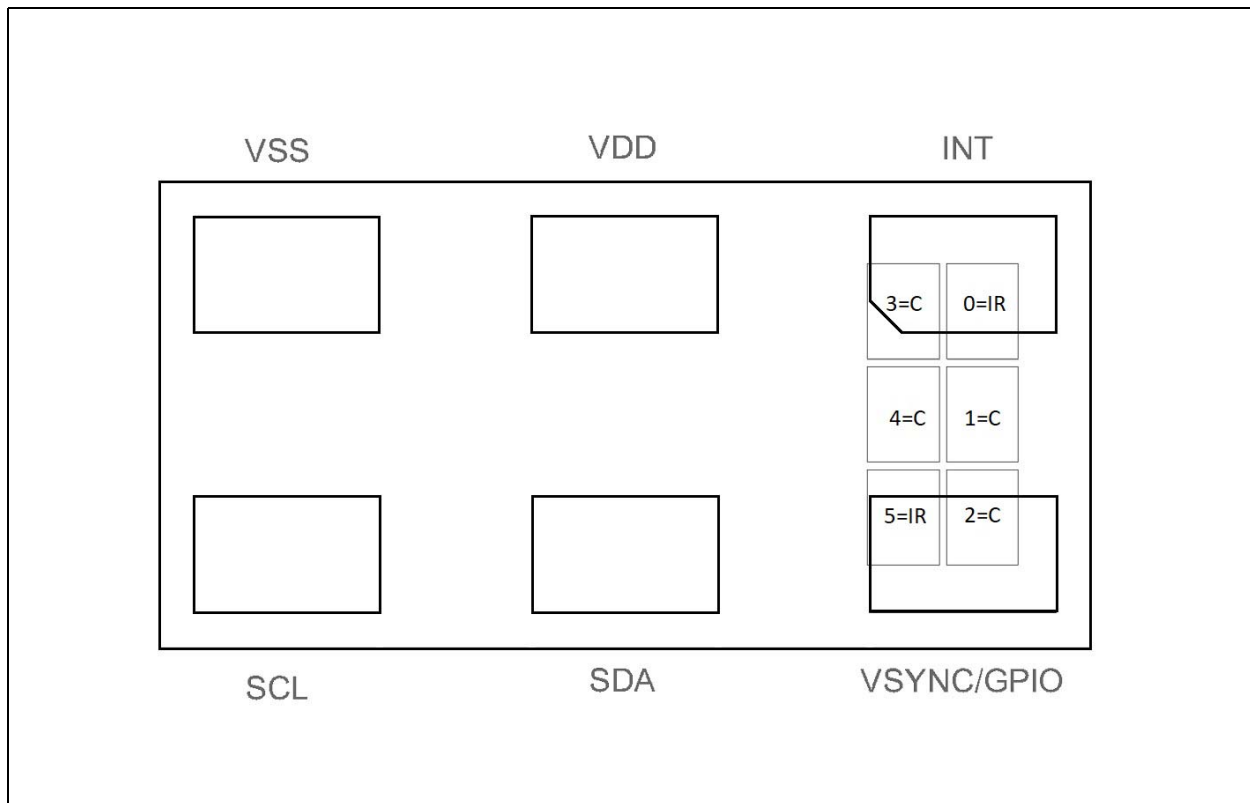 VSS VDD INT
3=C 0=IR
4=C 1=C
5=IR 2=C
SCL SDA VSYNC/GPIO